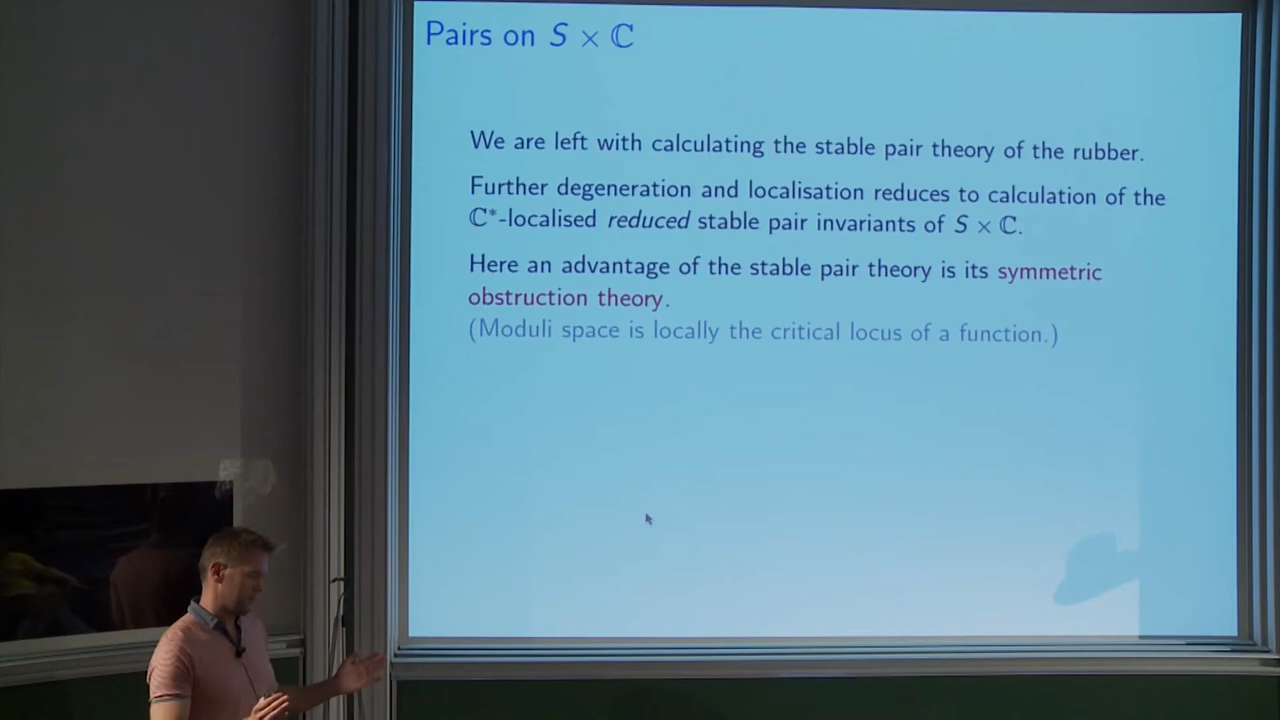 Pairs on S × ℂ
We are left with calculating the stable pair theory of the rubber.
Further degeneration and localisation reduces to calculation of the
ℂ*-localised reduced stable pair invariants of S × ℂ.
Here an advantage of the stable pair theory is its symmetric
obstruction theory.
(Moduli space is locally the critical locus of a function.)